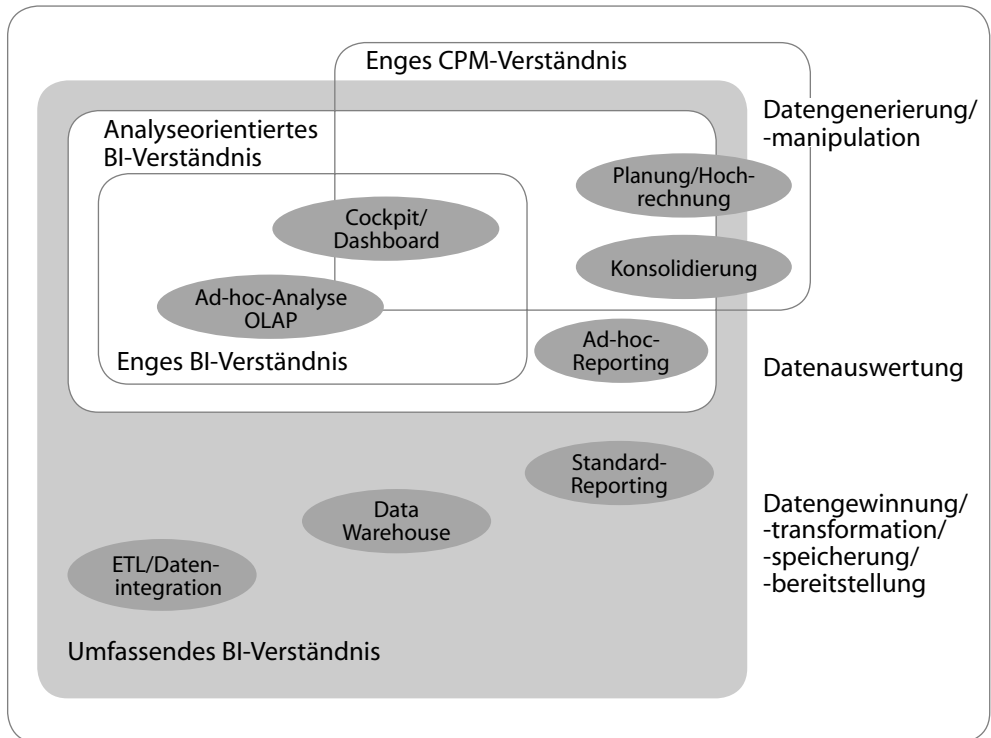 Enges CPM-Verständnis
Datengenerierung/
-manipulation
Analyseorientiertes
BI-Verständnis
Planung/Hoch-
rechnung
Cockpit/
Dashboard
Konsolidierung
Ad-hoc-Analyse
OLAP
Ad-hoc-
Reporting
Enges BI-Verständnis
Datenauswertung
Standard-
Reporting
Data
Warehouse
Datengewinnung/
-transformation/
-speicherung/
-bereitstellung
ETL/Daten-
integration
Umfassendes BI-Verständnis